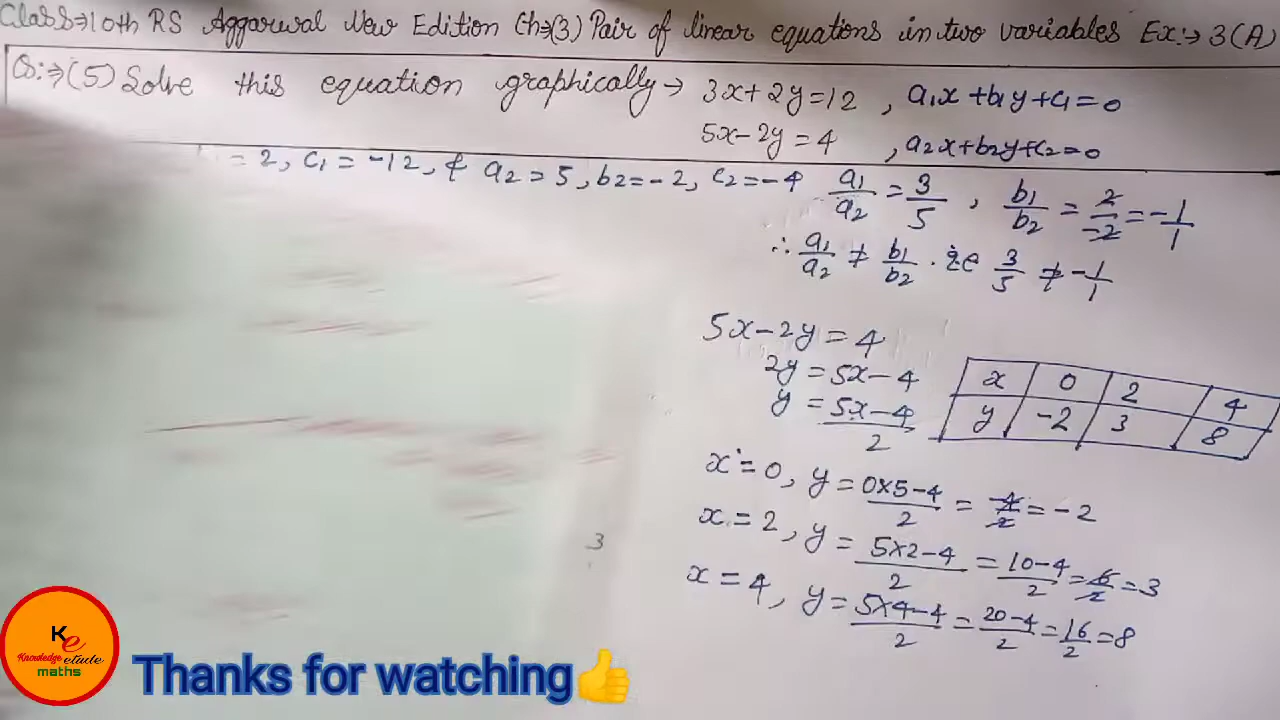 Class→10th RS Aggarwal New Edition Ch→(3) Pair of linear equations in two variables Ex:→ 3(A)
Q:→(5) Solve this equation graphically→ 3x+2y=12 , a₁x+b₁y+c₁=0
5x-2y=4 , a₂x+b₂y+c₂=0
=2, c₁=-12, & a₂=5, b₂=-2, c₂=-4 a₁/a₂ = 3/5 , b₁/b₂ = 2/-2 = -1/1
∴ a₁/a₂ ≠ b₁/b₂ . ie 3/5 ≠ -1/1
5x-2y=4
2y=5x-4
y = (5x-4)/2
x 0 2 4
y -2 3 8
x=0, y = (0×5-4)/2 = -4/2 = -2
x=2, y = (5×2-4)/2 = (10-4)/2 = 6/2 = 3
x=4, y = (5×4-4)/2 = (20-4)/2 = 16/2 = 8
3
Ke
Knowledge etade
maths
Thanks for watching👍